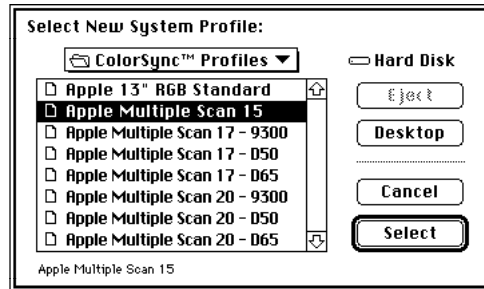 Select New System Profile:
ColorSync™ Profiles
Hard Disk
Apple 13" RGB Standard
Apple Multiple Scan 15
Apple Multiple Scan 17 - 9300
Apple Multiple Scan 17 - D50
Apple Multiple Scan 17 - D65
Apple Multiple Scan 20 - 9300
Apple Multiple Scan 20 - D50
Apple Multiple Scan 20 - D65
Eject
Desktop
Cancel
Select
Apple Multiple Scan 15